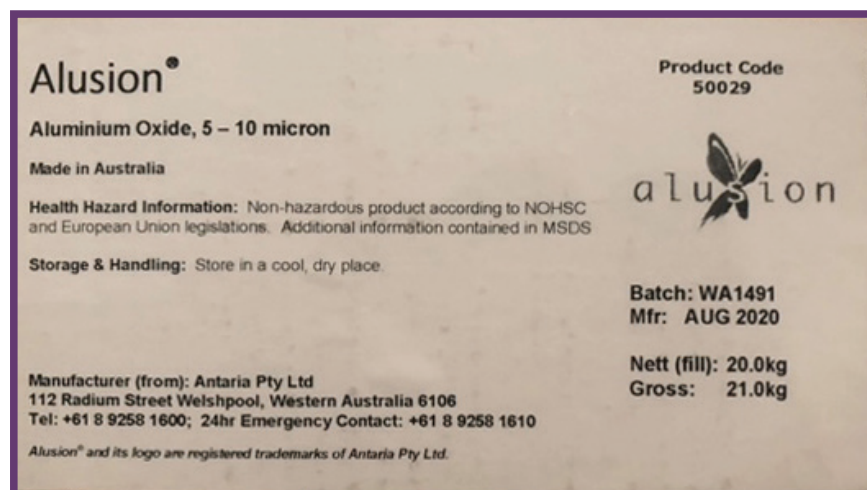 Alusion®
Aluminium Oxide, 5 – 10 micron
Made in Australia
Health Hazard Information: Non-hazardous product according to NOHSC
and European Union legislations. Additional information contained in MSDS
Storage & Handling: Store in a cool, dry place.
Manufacturer (from): Antaria Pty Ltd
112 Radium Street Welshpool, Western Australia 6106
Tel: +61 8 9258 1600; 24hr Emergency Contact: +61 8 9258 1610
Alusion® and its logo are registered trademarks of Antaria Pty Ltd.
Product Code
50029
alusion
Batch: WA1491
Mfr: AUG 2020
Nett (fill): 20.0kg
Gross: 21.0kg